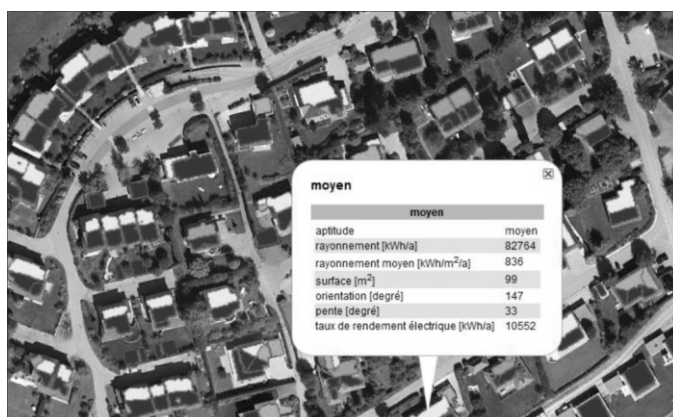 moyen
moyen
aptitude moyen
rayonnement [kWh/a] 82764
rayonnement moyen [kWh/m²/a] 836
surface [m²] 99
orientation [degré] 147
pente [degré] 33
taux de rendement électrique [kWh/a] 10552